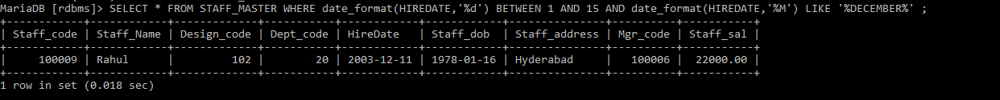 MariaDB [rdbms]> SELECT * FROM STAFF_MASTER WHERE date_format(HIREDATE,'%d') BETWEEN 1 AND 15 AND date_format(HIREDATE,'%M') LIKE '%DECEMBER%' ;
+------------+------------+-------------+-----------+------------+------------+---------------+----------+-----------+
| Staff_code | Staff_Name | Design_code | Dept_code | HireDate   | Staff_dob  | Staff_address | Mgr_code | Staff_sal |
+------------+------------+-------------+-----------+------------+------------+---------------+----------+-----------+
|     100009 | Rahul      |         102 |        20 | 2003-12-11 | 1978-01-16 | Hyderabad     |   100006 |  22000.00 |
+------------+------------+-------------+-----------+------------+------------+---------------+----------+-----------+
1 row in set (0.018 sec)